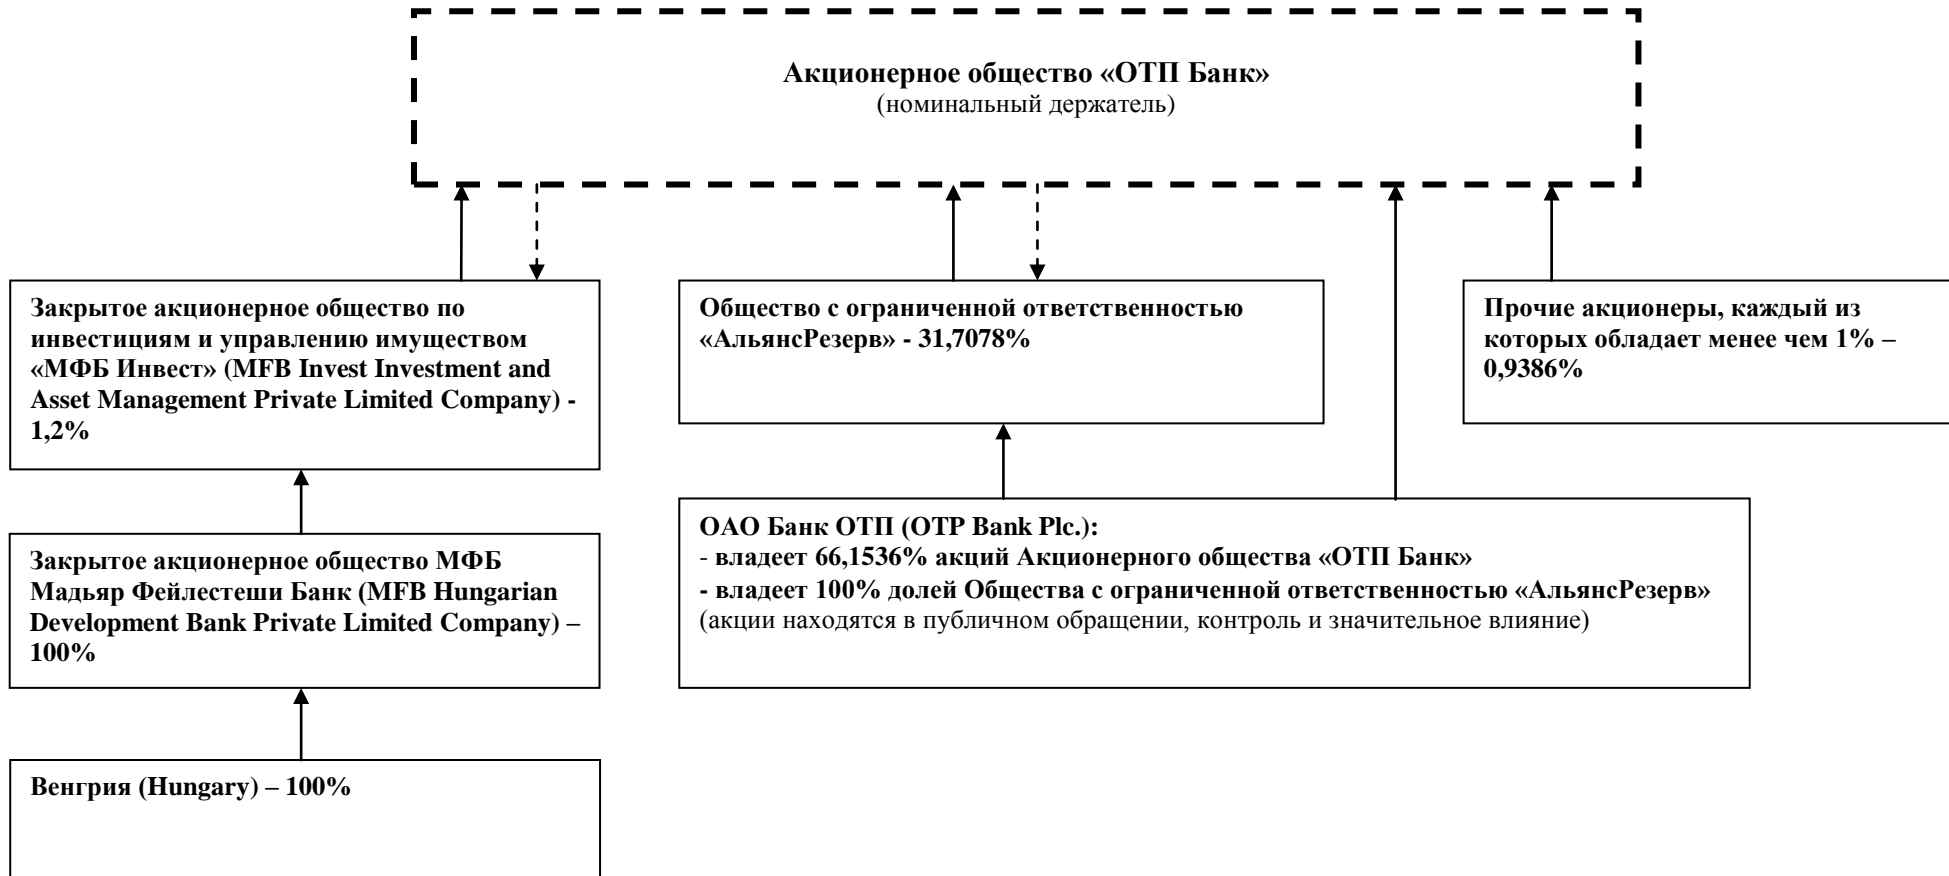 Акционерное общество «ОТП Банк»
(номинальный держатель)
Закрытое акционерное общество по
инвестициям и управлению имуществом
«МФБ Инвест» (MFB Invest Investment and
Asset Management Private Limited Company) -
1,2%
Общество с ограниченной ответственностью
«АльянсРезерв» - 31,7078%
Прочие акционеры, каждый из
которых обладает менее чем 1% –
0,9386%
Закрытое акционерное общество МФБ
Мадьяр Фейлестеши Банк (MFB Hungarian
Development Bank Private Limited Company) –
100%
ОАО Банк ОТП (OTP Bank Plc.):
- владеет 66,1536% акций Акционерного общества «ОТП Банк»
- владеет 100% долей Общества с ограниченной ответственностью «АльянсРезерв»
(акции находятся в публичном обращении, контроль и значительное влияние)
Венгрия (Hungary) – 100%